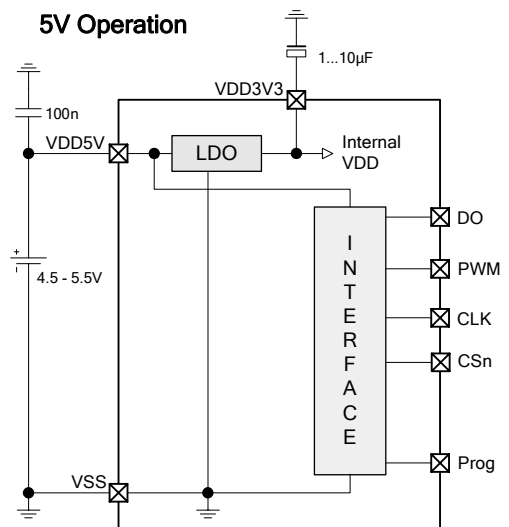 5V Operation
1...10µF
VDD3V3
100n
VDD5V
LDO
Internal
VDD
DO
INTERFACE
PWM
+
-
4.5 - 5.5V
CLK
CSn
Prog
VSS